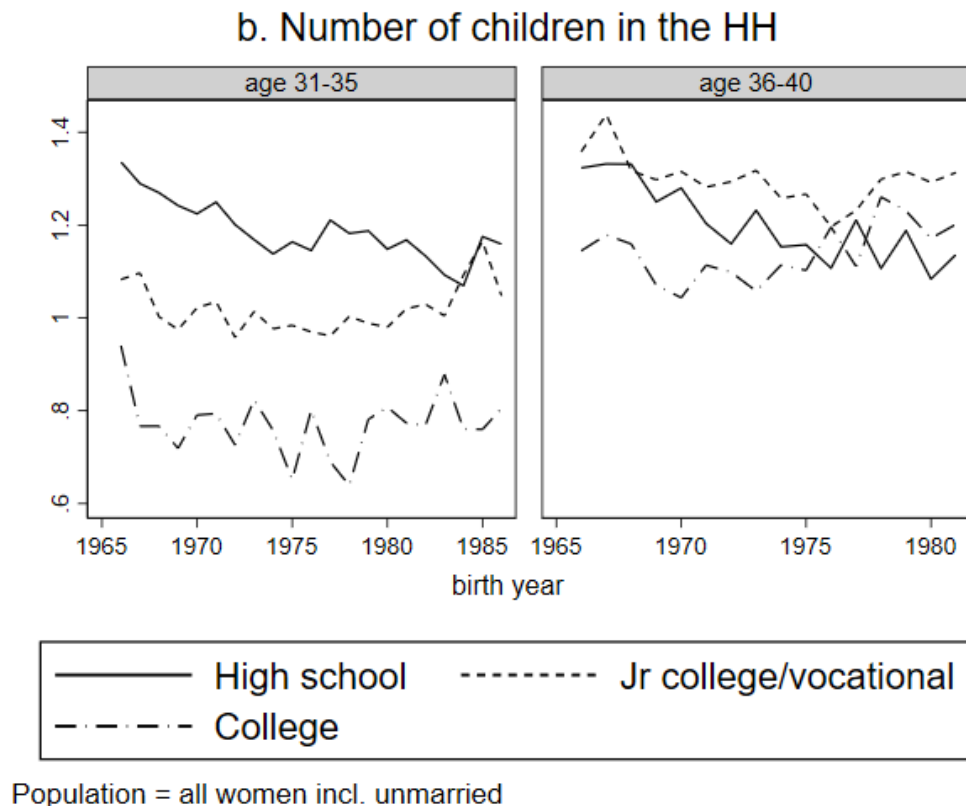 b. Number of children in the HH
age 31-35 age 36-40
1.4
1.2
1
.8
.6
1965 1970 1975 1980 1985 1965 1970 1975 1980
birth year
High school Jr college/vocational
College
Population = all women incl. unmarried